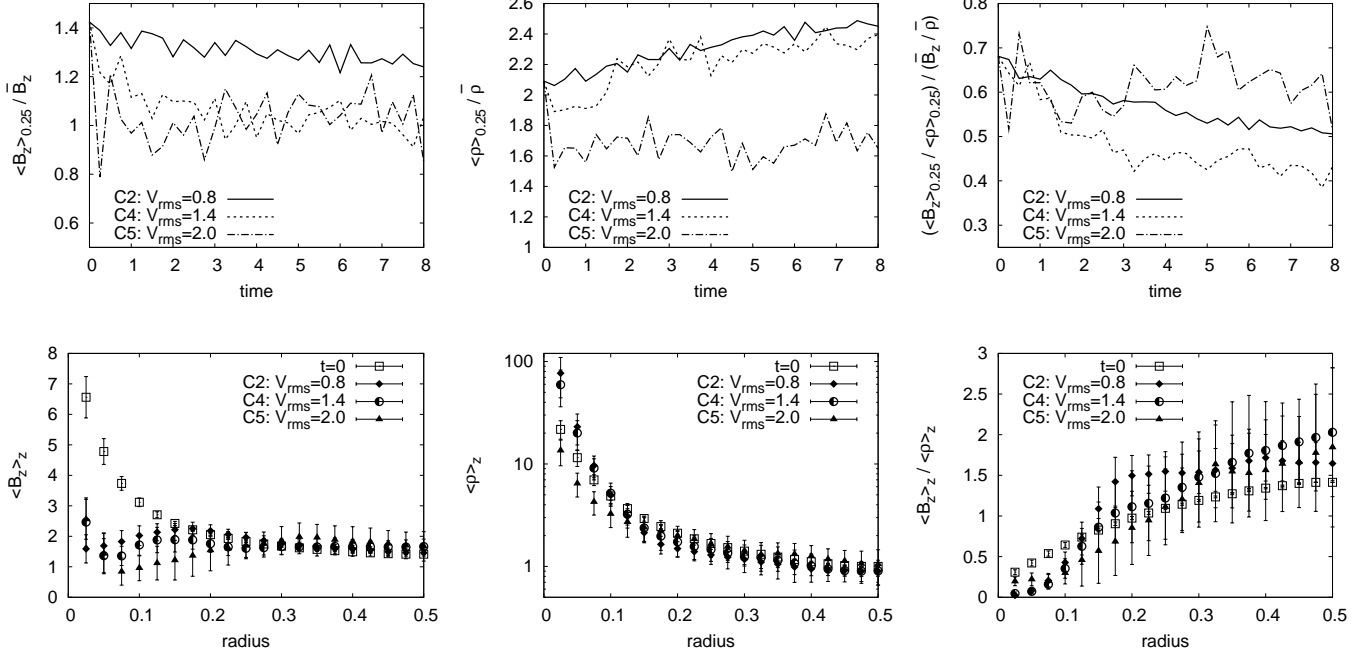 <B_z>_0.25 / B̅_z
1.4
1.2
1
0.8
0.6
C2: V_rms=0.8
C4: V_rms=1.4
C5: V_rms=2.0
0 1 2 3 4 5 6 7 8
time
<ρ>_0.25 / ρ̅
2.6
2.4
2.2
2
1.8
1.6
1.4
1.2
1
C2: V_rms=0.8
C4: V_rms=1.4
C5: V_rms=2.0
0 1 2 3 4 5 6 7 8
time
(<B_z>_0.25 / <ρ>_0.25) / (B̅_z / ρ̅)
0.8
0.7
0.6
0.5
0.4
0.3
C2: V_rms=0.8
C4: V_rms=1.4
C5: V_rms=2.0
0 1 2 3 4 5 6 7 8
time
<B_z>_z
8
7
6
5
4
3
2
1
0
t=0
C2: V_rms=0.8
C4: V_rms=1.4
C5: V_rms=2.0
0 0.1 0.2 0.3 0.4 0.5
radius
<ρ>_z
100
10
1
t=0
C2: V_rms=0.8
C4: V_rms=1.4
C5: V_rms=2.0
0 0.1 0.2 0.3 0.4 0.5
radius
<B_z>_z / <ρ>_z
3
2.5
2
1.5
1
0.5
0
t=0
C2: V_rms=0.8
C4: V_rms=1.4
C5: V_rms=2.0
0 0.1 0.2 0.3 0.4 0.5
radius